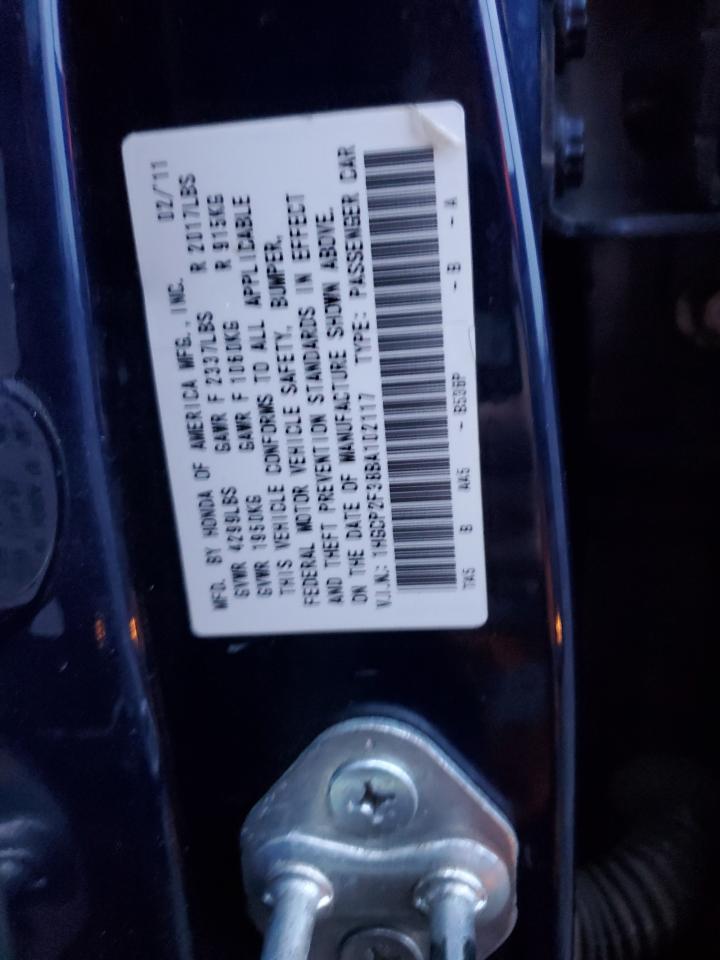 MFD. BY HONDA OF AMERICA MFG., INC. 02/'11
GVWR 4299LBS GAWR F 2337LBS R 2017LBS
GVWR 1950KG GAWR F 1060KG R 915KG
THIS VEHICLE CONFORMS TO ALL APPLICABLE
FEDERAL MOTOR VEHICLE SAFETY, BUMPER,
AND THEFT PREVENTION STANDARDS IN EFFECT
ON THE DATE OF MANUFACTURE SHOWN ABOVE.
V.I.N.: 1HGCP2F38BA102117 TYPE: PASSENGER CAR
TA5 B AA5 - B536P - B - A